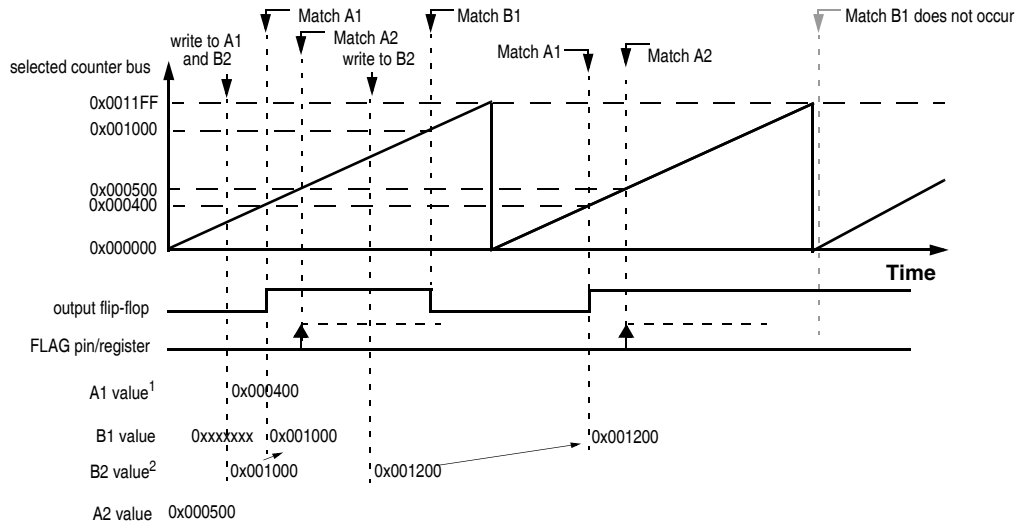 Match A1
Match B1
Match B1 does not occur
write to A1
and B2
Match A2
write to B2
Match A1
Match A2
selected counter bus
0x0011FF
0x001000
0x000500
0x000400
0x000000
Time
output flip-flop
FLAG pin/register
A1 value1 0x000400
B1 value 0xxxxxxx 0x001000 0x001200
B2 value2 0x001000 0x001200
A2 value 0x000500